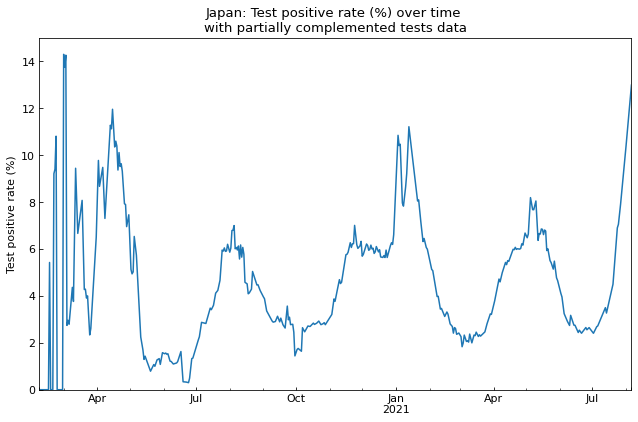 Japan: Test positive rate (%) over time
with partially complemented tests data
Test positive rate (%)
14
12
10
8
6
4
2
0
Apr
Jul
Oct
Jan
2021
Apr
Jul